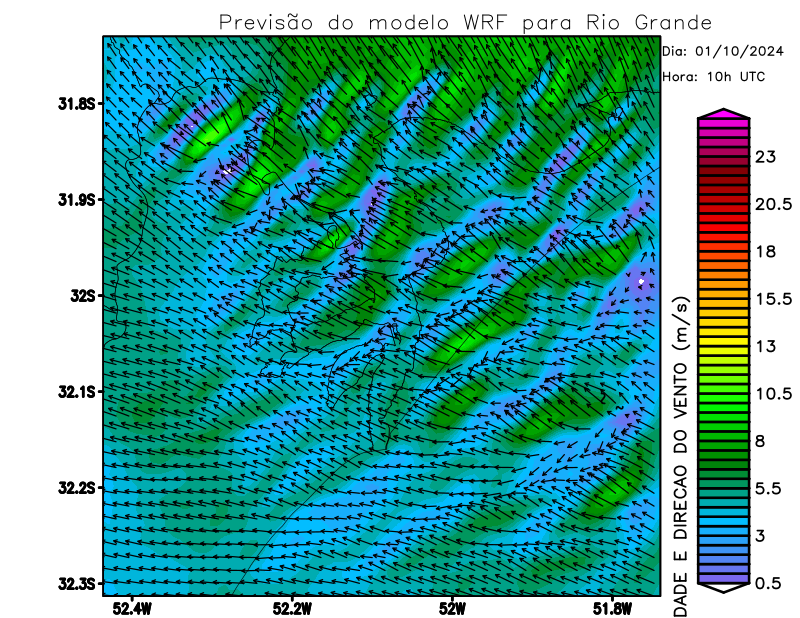 Previsão do modelo WRF para Rio Grande
Dia: 01/10/2024
Hora: 10h UTC
31.8S
31.9S
32S
32.1S
32.2S
32.3S
52.4W
52.2W
52W
51.8W
23
20.5
18
15.5
13
10.5
8
5.5
3
0.5
DADE E DIRECAO DO VENTO (m/s)